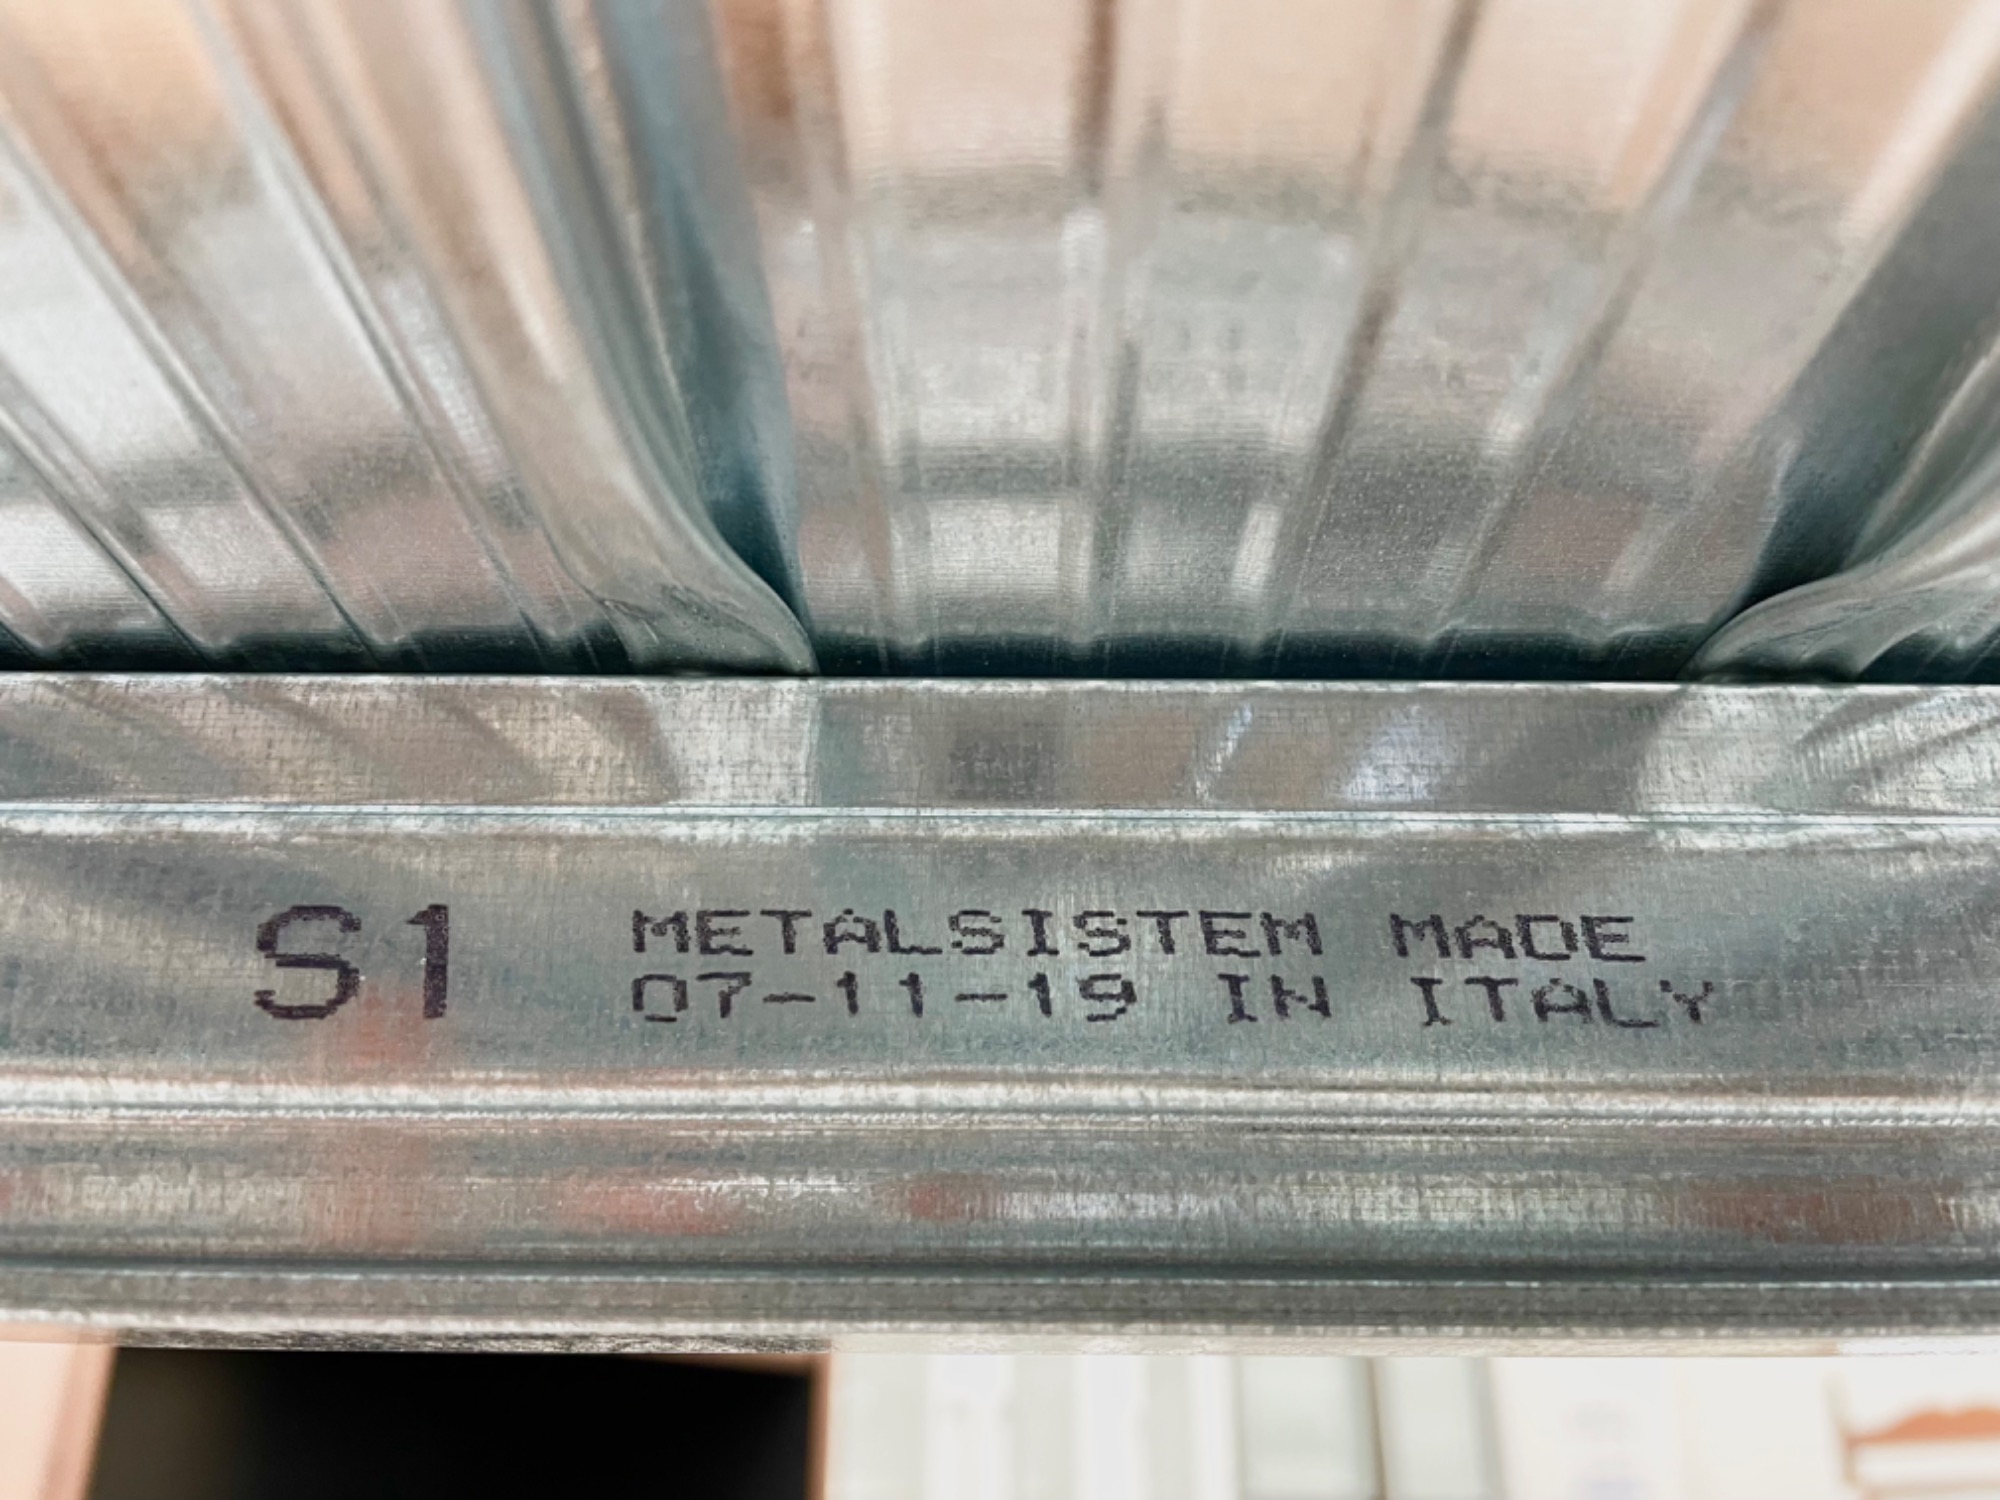 S1 METALSISTEM MADE
07-11-19 IN ITALY